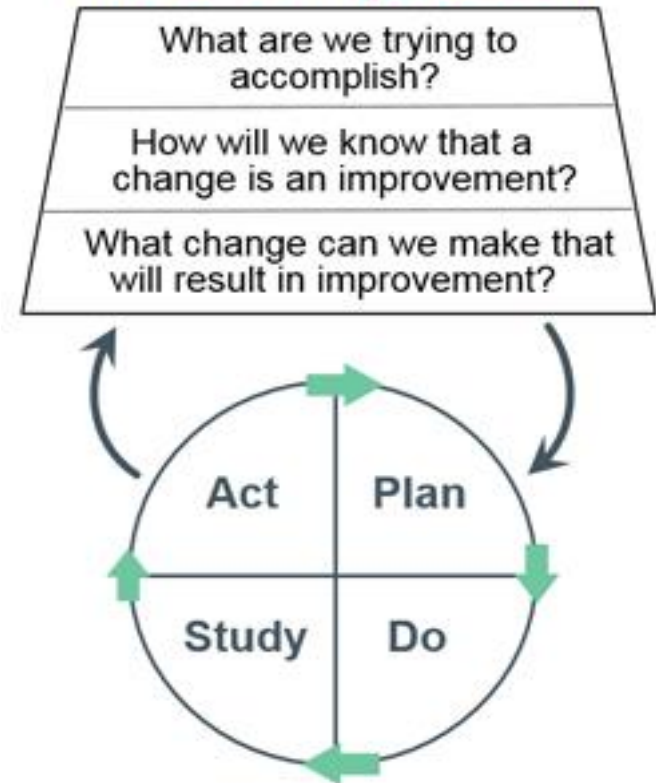 What are we trying to
accomplish?
How will we know that a
change is an improvement?
What change can we make that
will result in improvement?
Act
Plan
Study
Do